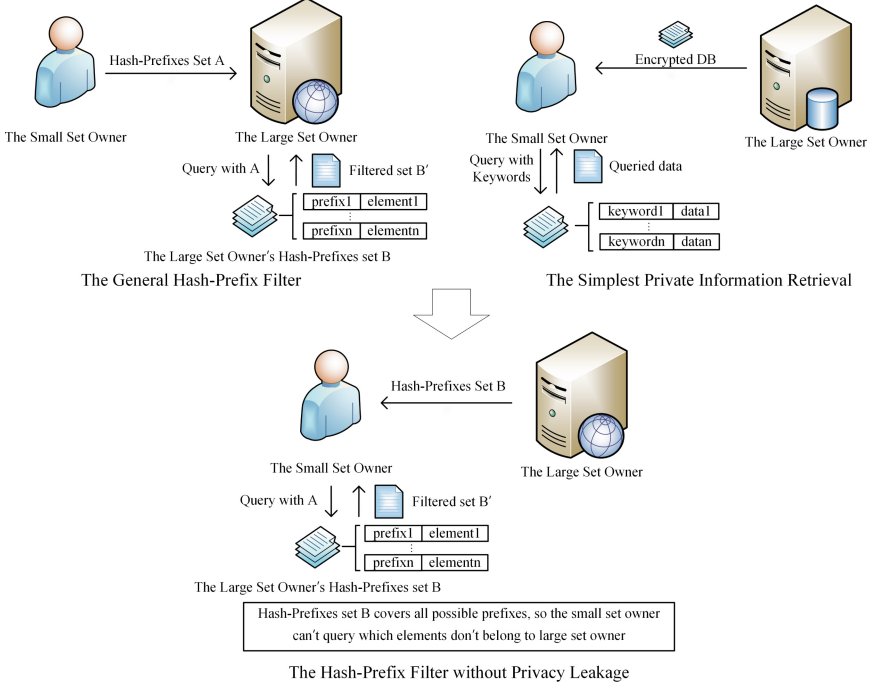 Hash-Prefixes Set A
The Small Set Owner
The Large Set Owner
Query with A
Filtered set B′
prefix1 element1
⋮
prefixn elementn
The Large Set Owner's Hash-Prefixes set B
The General Hash-Prefix Filter
Encrypted DB
The Small Set Owner
The Large Set Owner
Query with
Keywords
Queried data
keyword1 data1
⋮
keywordn datan
The Simplest Private Information Retrieval
Hash-Prefixes Set B
The Small Set Owner
The Large Set Owner
Query with A
Filtered set B′
prefix1 element1
⋮
prefixn elementn
The Large Set Owner's Hash-Prefixes set B
Hash-Prefixes set B covers all possible prefixes, so the small set owner
can't query which elements don't belong to large set owner
The Hash-Prefix Filter without Privacy Leakage